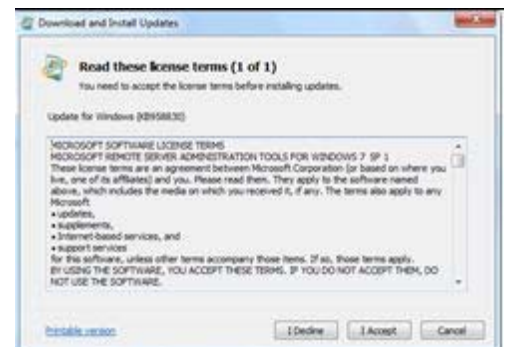 Download and Install Updates
Read these license terms (1 of 1)
You need to accept the license terms before installing updates.
Update for Windows (KB958830)
MICROSOFT SOFTWARE LICENSE TERMS
MICROSOFT REMOTE SERVER ADMINISTRATION TOOLS FOR WINDOWS 7 SP 1
These license terms are an agreement between Microsoft Corporation (or based on where you
live, one of its affiliates) and you. Please read them. They apply to the software named
above, which includes the media on which you received it, if any. The terms also apply to any
Microsoft
• updates,
• supplements,
• Internet-based services, and
• support services
for this software, unless other terms accompany those items. If so, those terms apply.
BY USING THE SOFTWARE, YOU ACCEPT THESE TERMS. IF YOU DO NOT ACCEPT THEM, DO
NOT USE THE SOFTWARE.
Printable version
I Decline
I Accept
Cancel